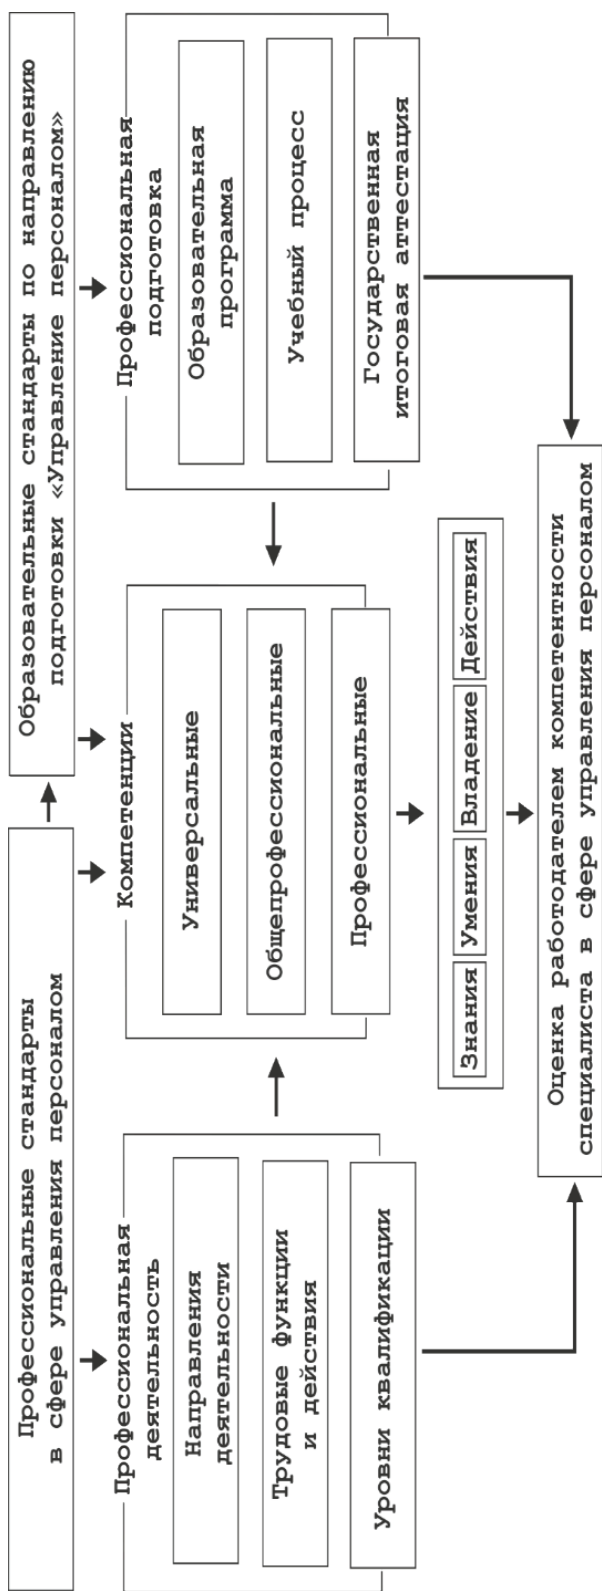 Профессиональные стандарты
в сфере управления персоналом
Образовательные стандарты по направлению
подготовки «Управление персоналом»
Профессиональная
деятельность
Направления
деятельности
Трудовые функции
и действия
Уровни квалификации
Компетенции
Универсальные
Общепрофессиональные
Профессиональные
Профессиональная
подготовка
Образовательная
программа
Учебный процесс
Государственная
итоговая аттестация
Знания Умения Владение Действия
Оценка работодателем компетентности
специалиста в сфере управления персоналом